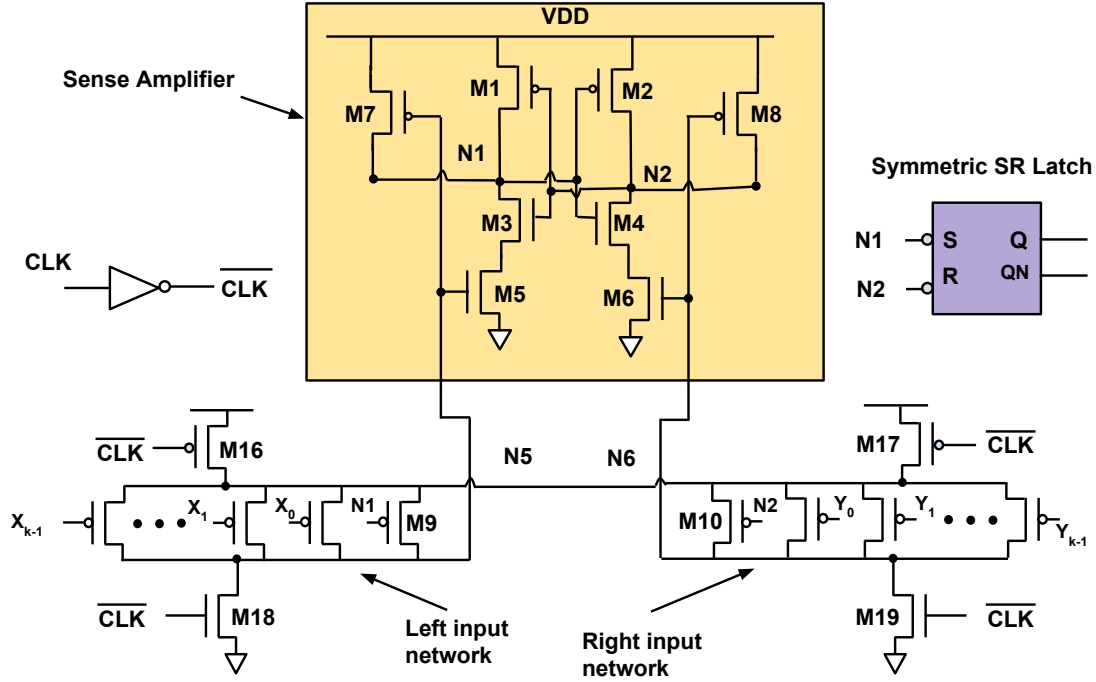 VDD
Sense Amplifier
M7
M1
M2
M8
N1
N2
M3
M4
M5
M6
Symmetric SR Latch
N1
S
Q
N2
R
QN
CLK
CLK
CLK
M16
N5
N6
M17
CLK
Xk-1
X1
X0
N1
M9
M10
N2
Y0
Y1
Yk-1
CLK
M18
M19
CLK
Left input
network
Right input
network